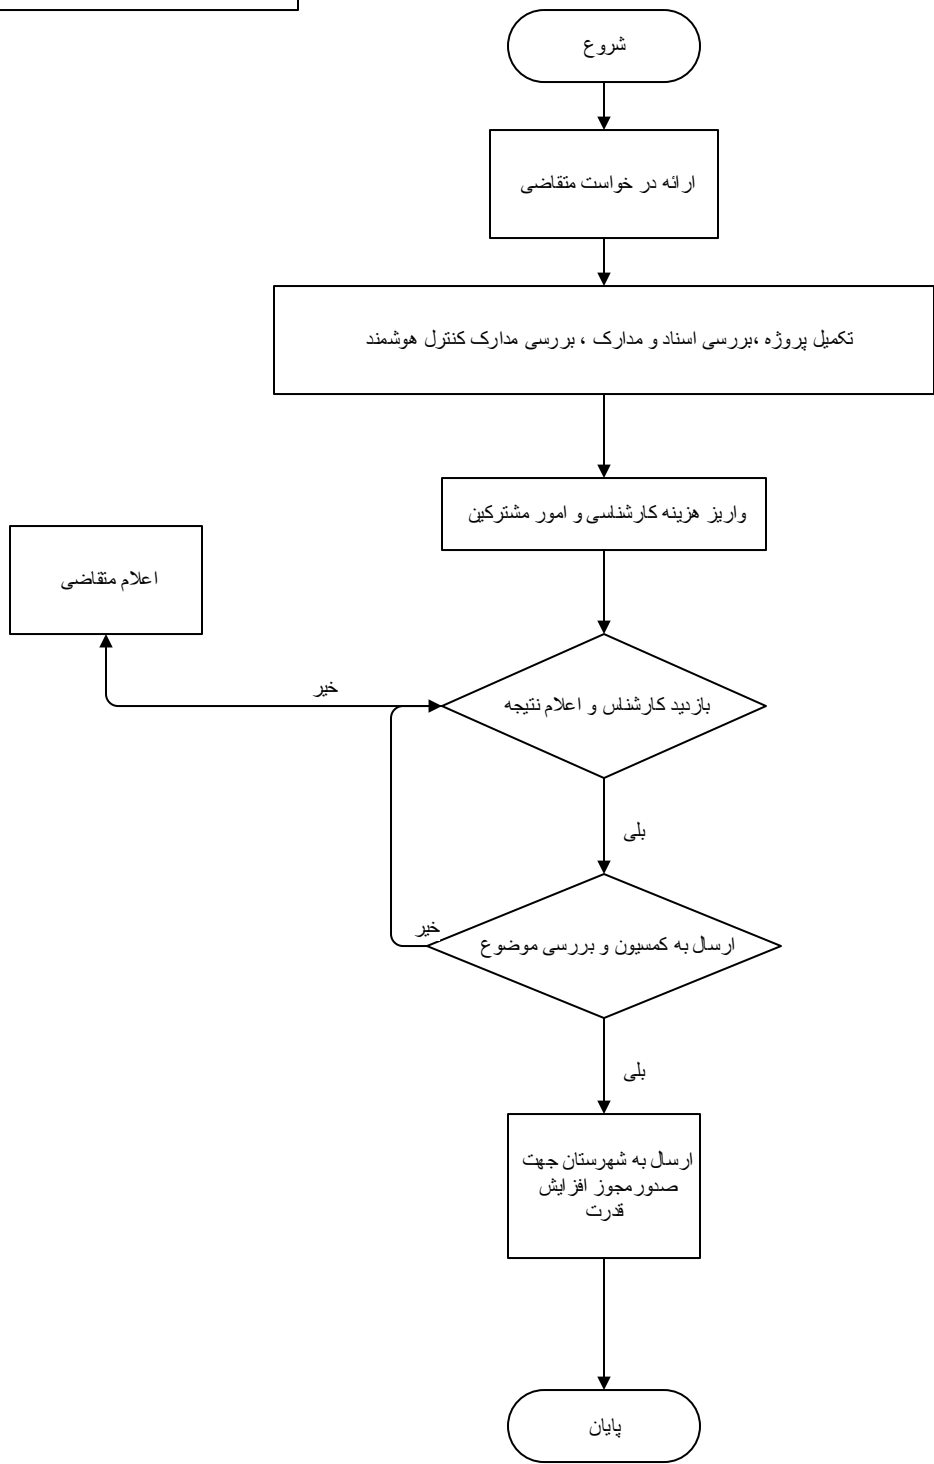 شروع
ارائه در خواست متقاضی
تکمیل پروژه ،بررسی اسناد و مدارک ، بررسی مدارک کنترل هوشمند
واریز هزینه کارشناسی و امور مشترکین
اعلام متقاضی
خیر
بازدید کارشناس و اعلام نتیجه
بلی
خیر
ارسال به کمسیون و بررسی موضوع
بلی
ارسال به شهرستان جهت
صدورمجوز افزایش
قدرت
پایان